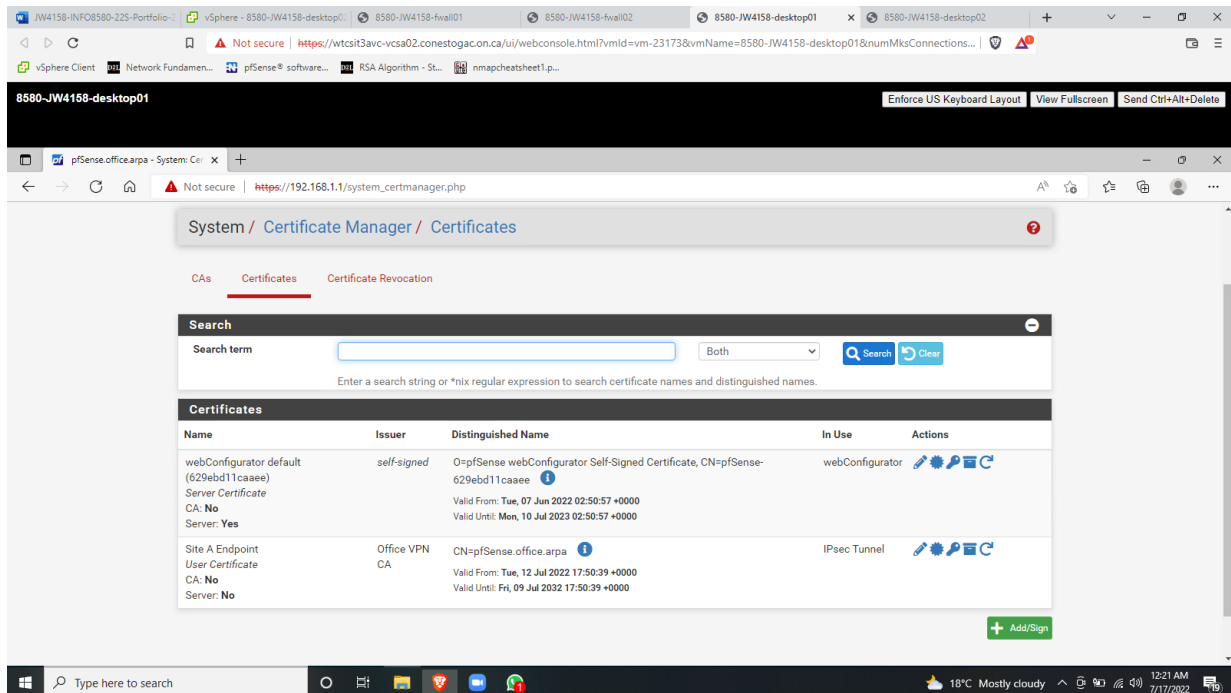 JW4158-INFO8580-22S-Portfolio-3
vSphere - 8580-JW4158-desktop0
8580-JW4158-fwall01
8580-JW4158-fwall02
8580-JW4158-desktop01
8580-JW4158-desktop02
Not secure | https://wtcsit3avc-vcsa02.conestogac.on.ca/ui/webconsole.html?vmId=vm-23173&vmName=8580-JW4158-desktop01&numMksConnections...
vSphere Client
Network Fundamen...
pfSense® software...
RSA Algorithm - St...
nmapcheatsheet1.p...
8580-JW4158-desktop01
Enforce US Keyboard Layout
View Fullscreen
Send Ctrl+Alt+Delete
pfSense.office.arpa - System: Cer
Not secure | https://192.168.1.1/system_certmanager.php
System / Certificate Manager / Certificates
CAs
Certificates
Certificate Revocation
Search
Search term
Both
Search
Clear
Enter a search string or *nix regular expression to search certificate names and distinguished names.
Certificates
Name Issuer Distinguished Name In Use Actions
webConfigurator default
(629ebd11caaee)
Server Certificate
CA: No
Server: Yes
self-signed
O=pfSense webConfigurator Self-Signed Certificate, CN=pfSense-
629ebd11caaee
Valid From: Tue, 07 Jun 2022 02:50:57 +0000
Valid Until: Mon, 10 Jul 2023 02:50:57 +0000
webConfigurator
Site A Endpoint
User Certificate
CA: No
Server: No
Office VPN
CA
CN=pfSense.office.arpa
Valid From: Tue, 12 Jul 2022 17:50:39 +0000
Valid Until: Fri, 09 Jul 2032 17:50:39 +0000
IPsec Tunnel
Add/Sign
Type here to search
18°C Mostly cloudy
12:21 AM
7/17/2022